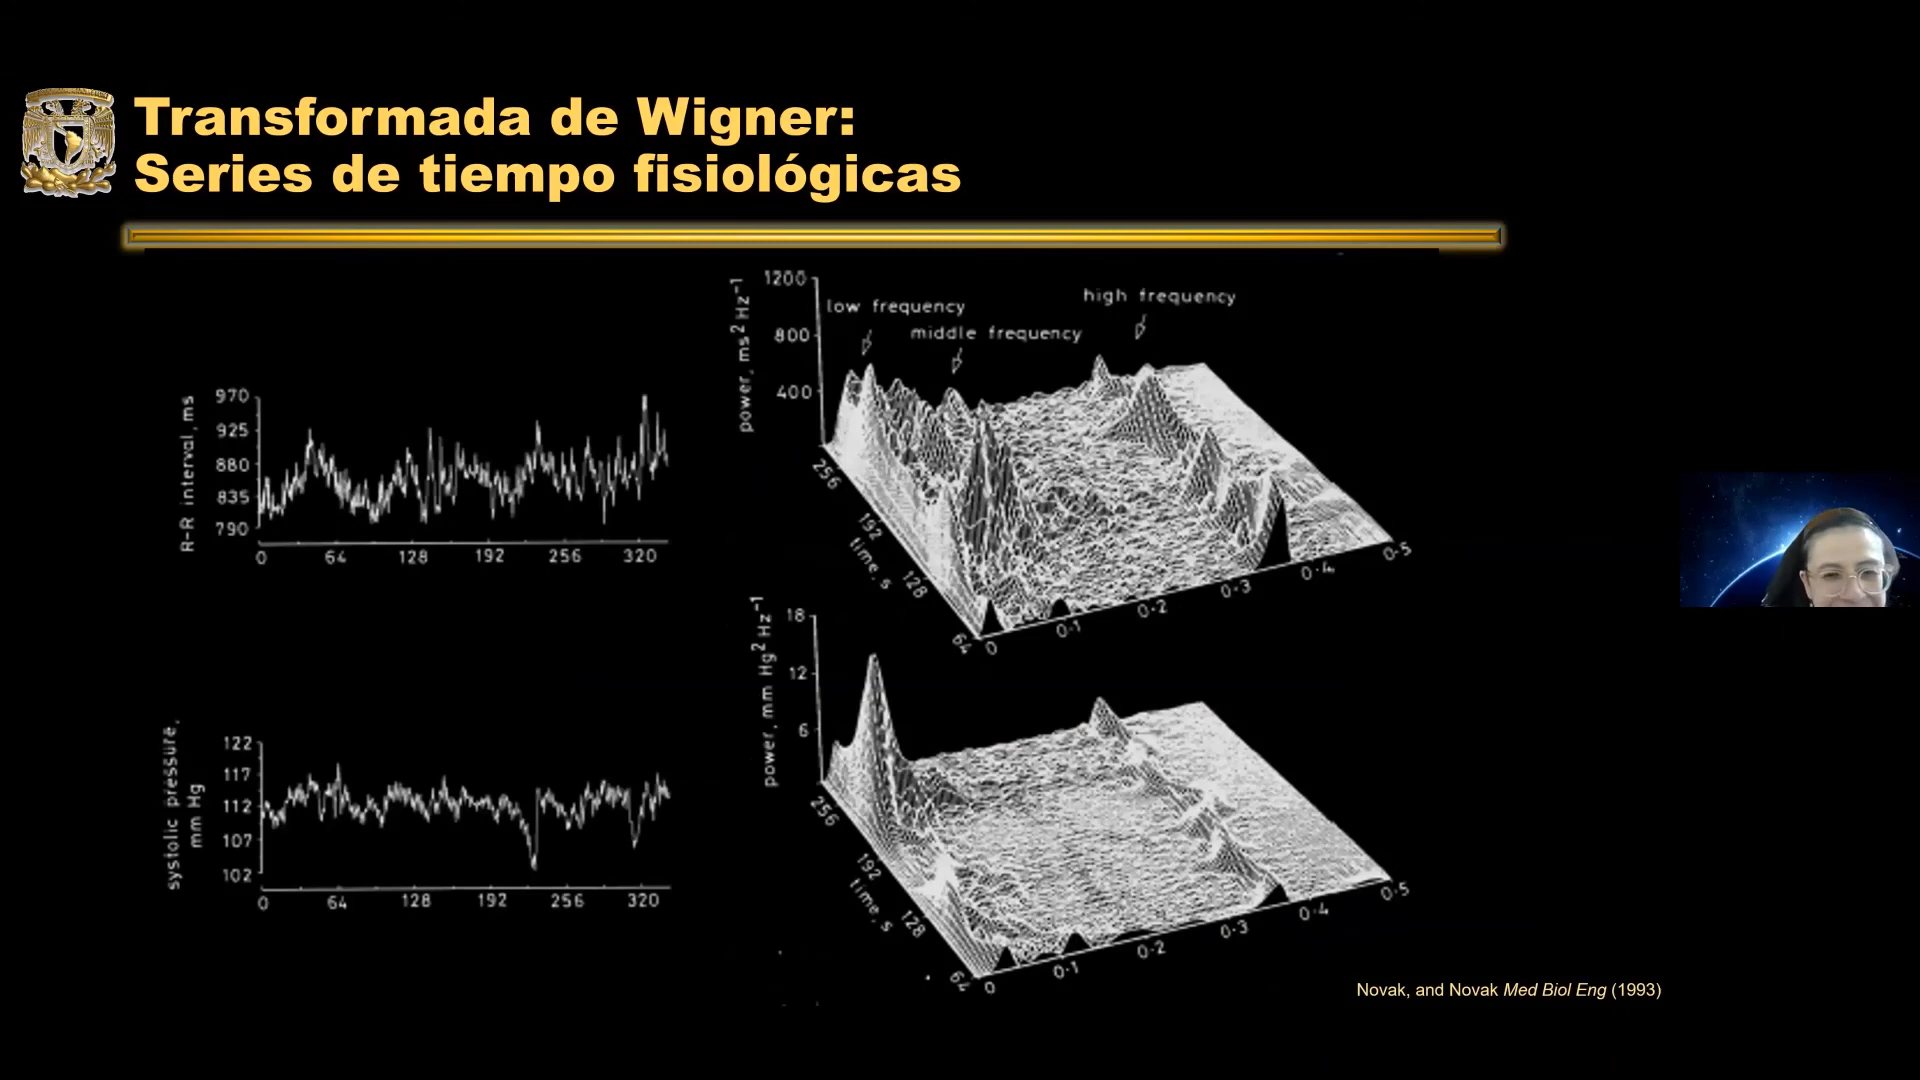 Transformada de Wigner:
Series de tiempo fisiológicas
R-R interval, ms
970
925
880
835
790
0 64 128 192 256 320
systolic pressure,
mm Hg
122
117
112
107
102
0 64 128 192 256 320
power, ms² Hz⁻¹
1200
800
400
low frequency
middle frequency
high frequency
256
192
128
64
time, s
0 0·1 0·2 0·3 0·4 0·5
power, mm Hg² Hz⁻¹
18
12
6
256
192
128
64
time, s
0 0·1 0·2 0·3 0·4 0·5
Novak, and Novak Med Biol Eng (1993)